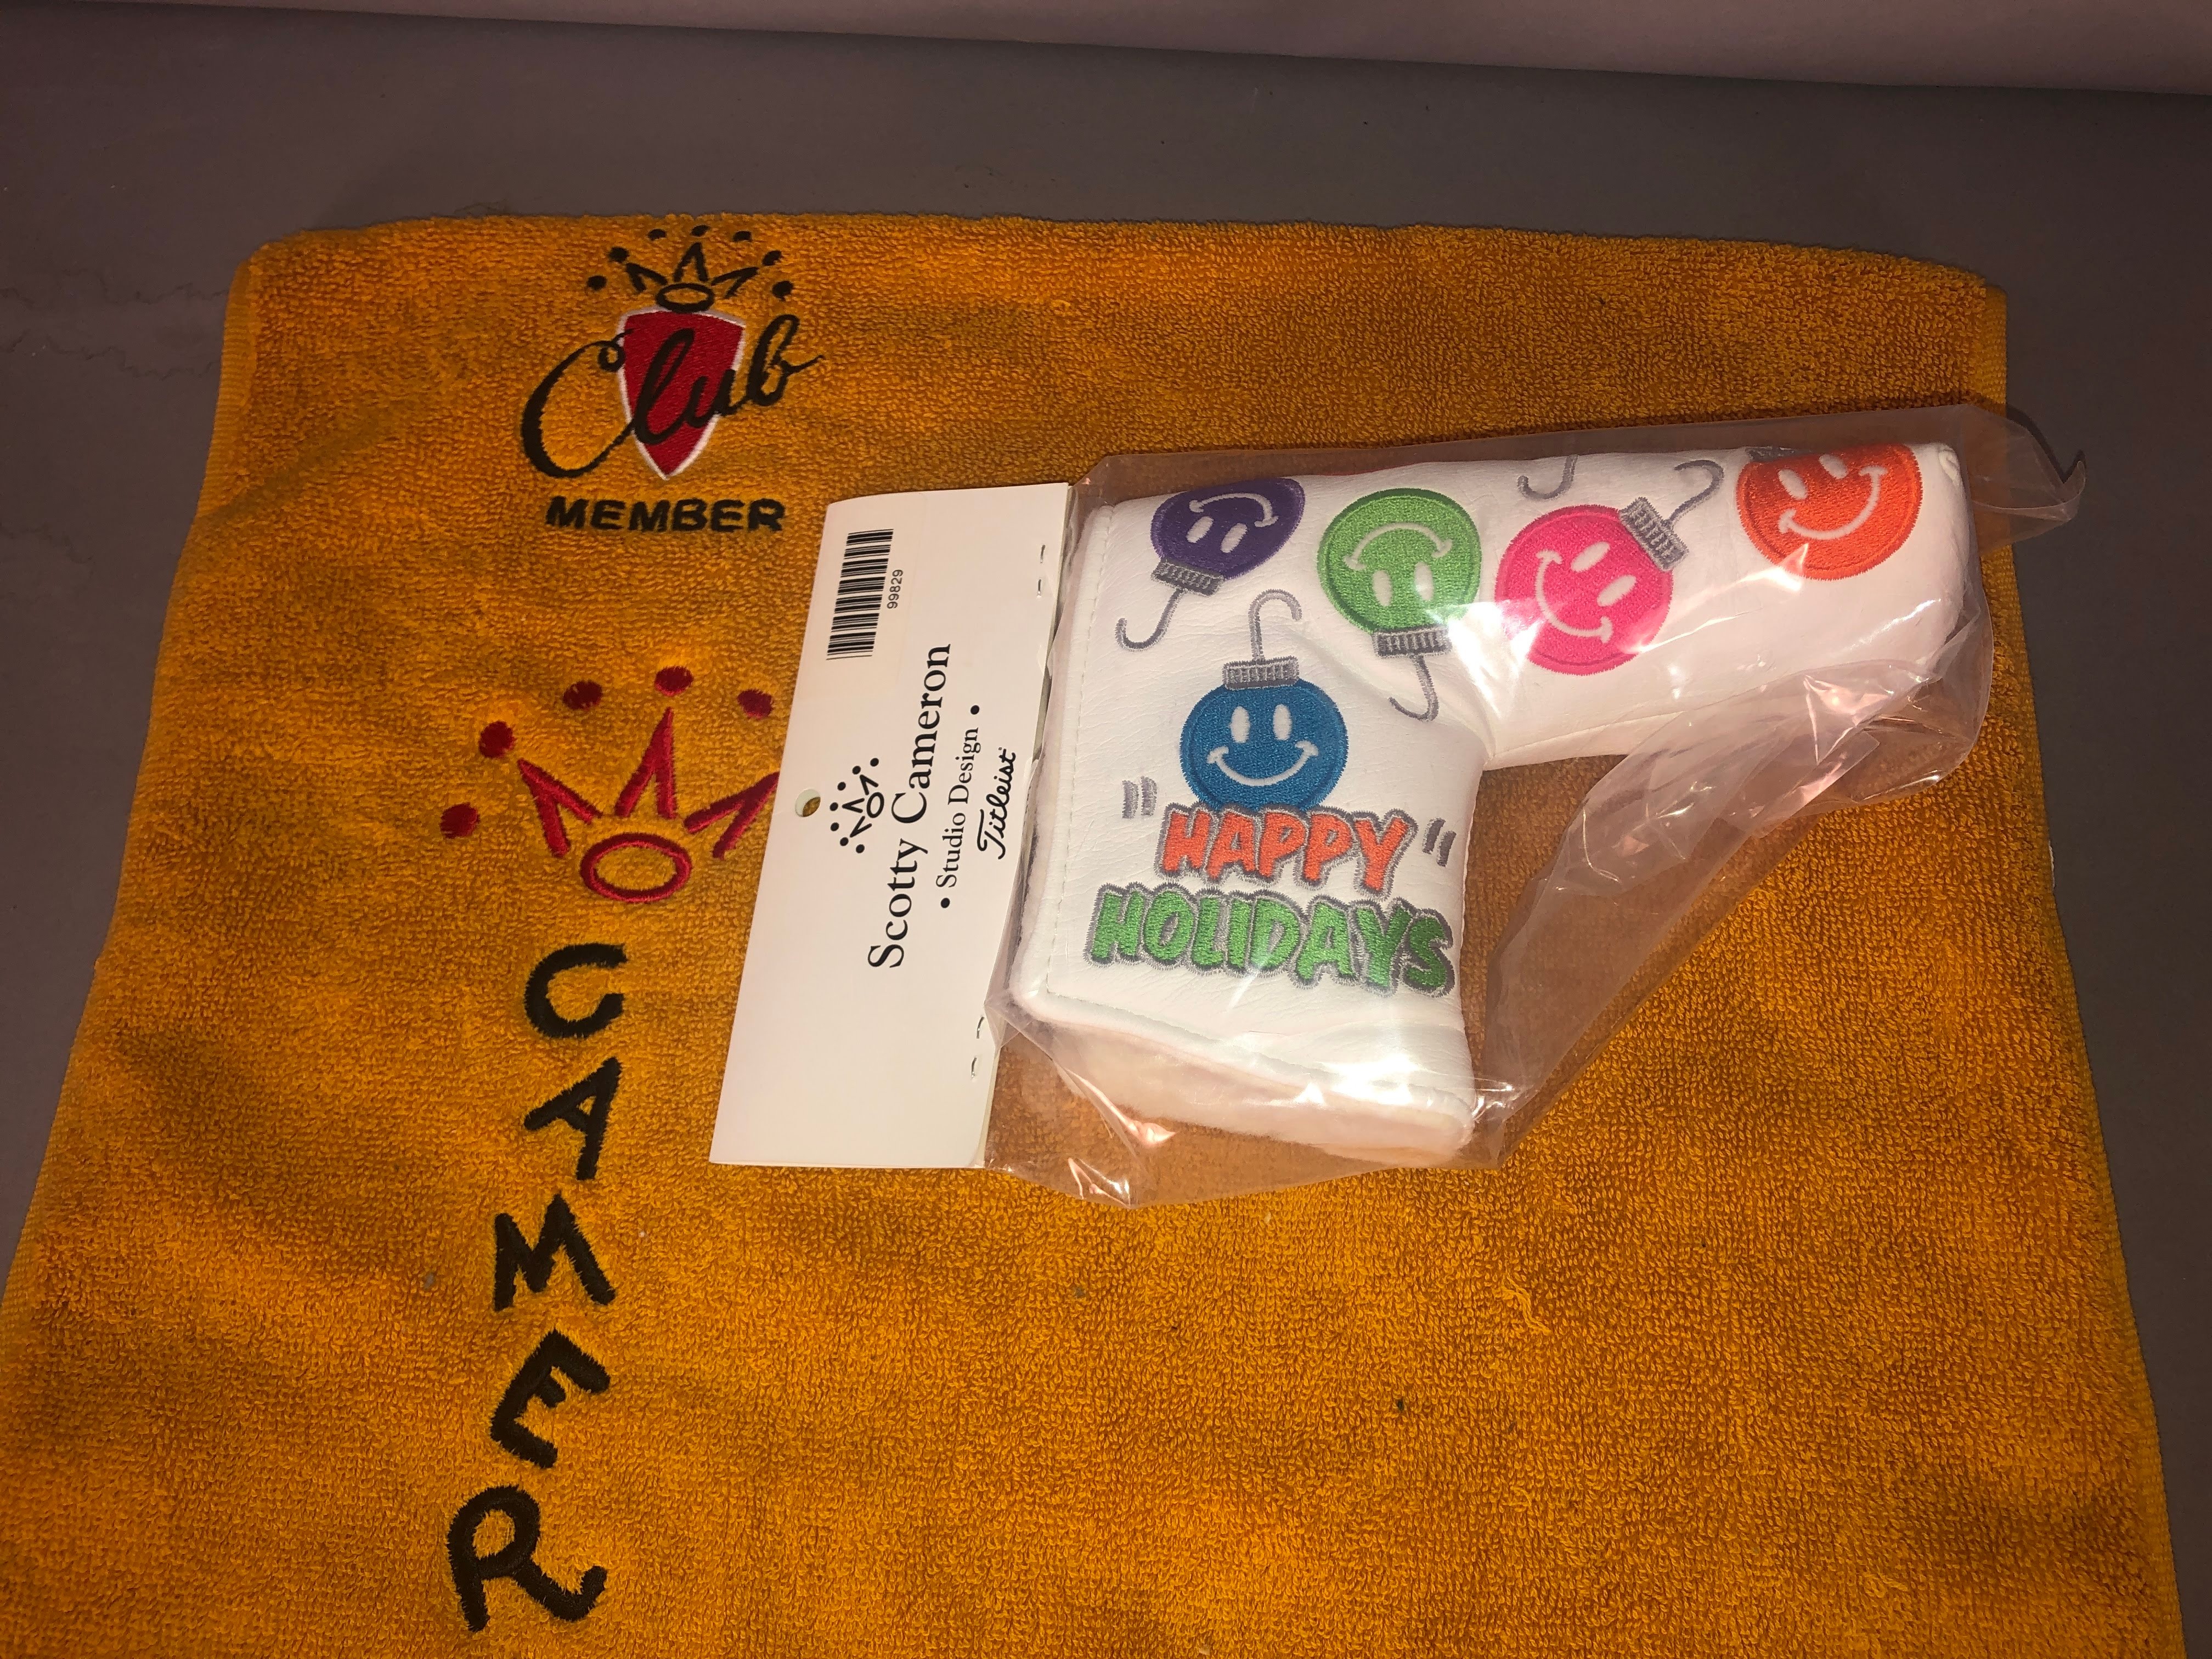 Club
MEMBER
CAMER
99829
Scotty Cameron
• Studio Design •
Titleist
"HAPPY"
HOLIDAYS